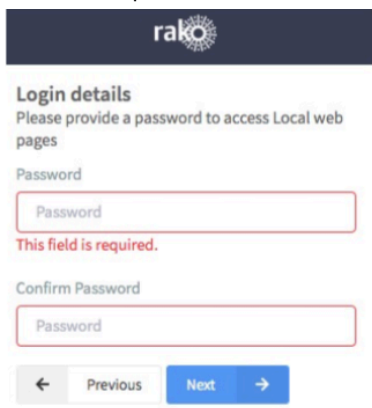 rako
Login details
Please provide a password to access Local web
pages
Password
Password
This field is required.
Confirm Password
Password
← Previous Next →